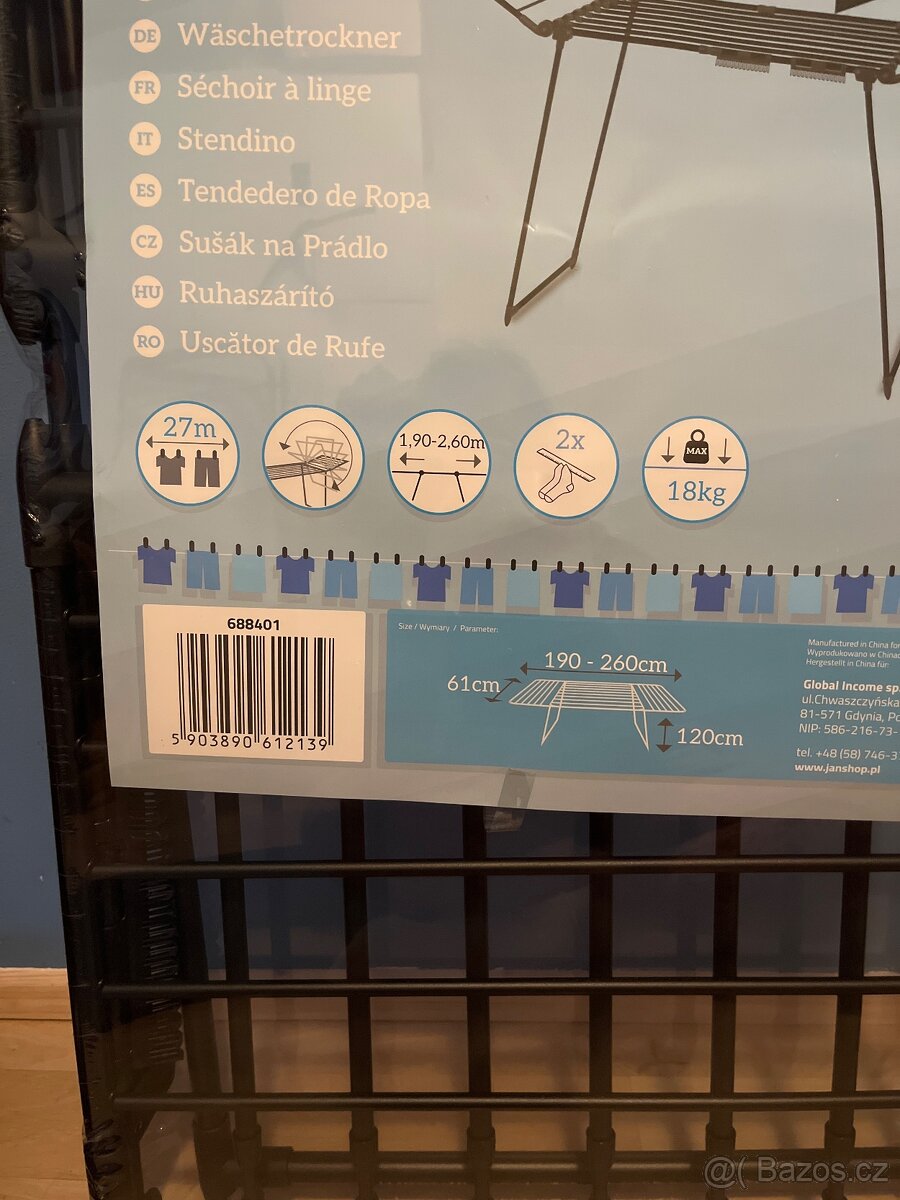 DE Wäschetrockner
FR Séchoir à linge
IT Stendino
ES Tendedero de Ropa
CZ Sušák na Prádlo
HU Ruhaszárító
RO Uscător de Rufe
27m
1,90-2,60m
2x
MAX
18kg
688401
5 903890 612139
Size / Wymiary / Parameter:
190 - 260cm
61cm
120cm
Manufactured in China for
Wyprodukowano w Chinach
Hergestellt in China für:
Global Income
ul.Chwaszczyńska
81-571 Gdynia,
NIP: 586-216-73-
tel. +48 (58) 746-3
www.janshop.pl
@( Bazos.cz